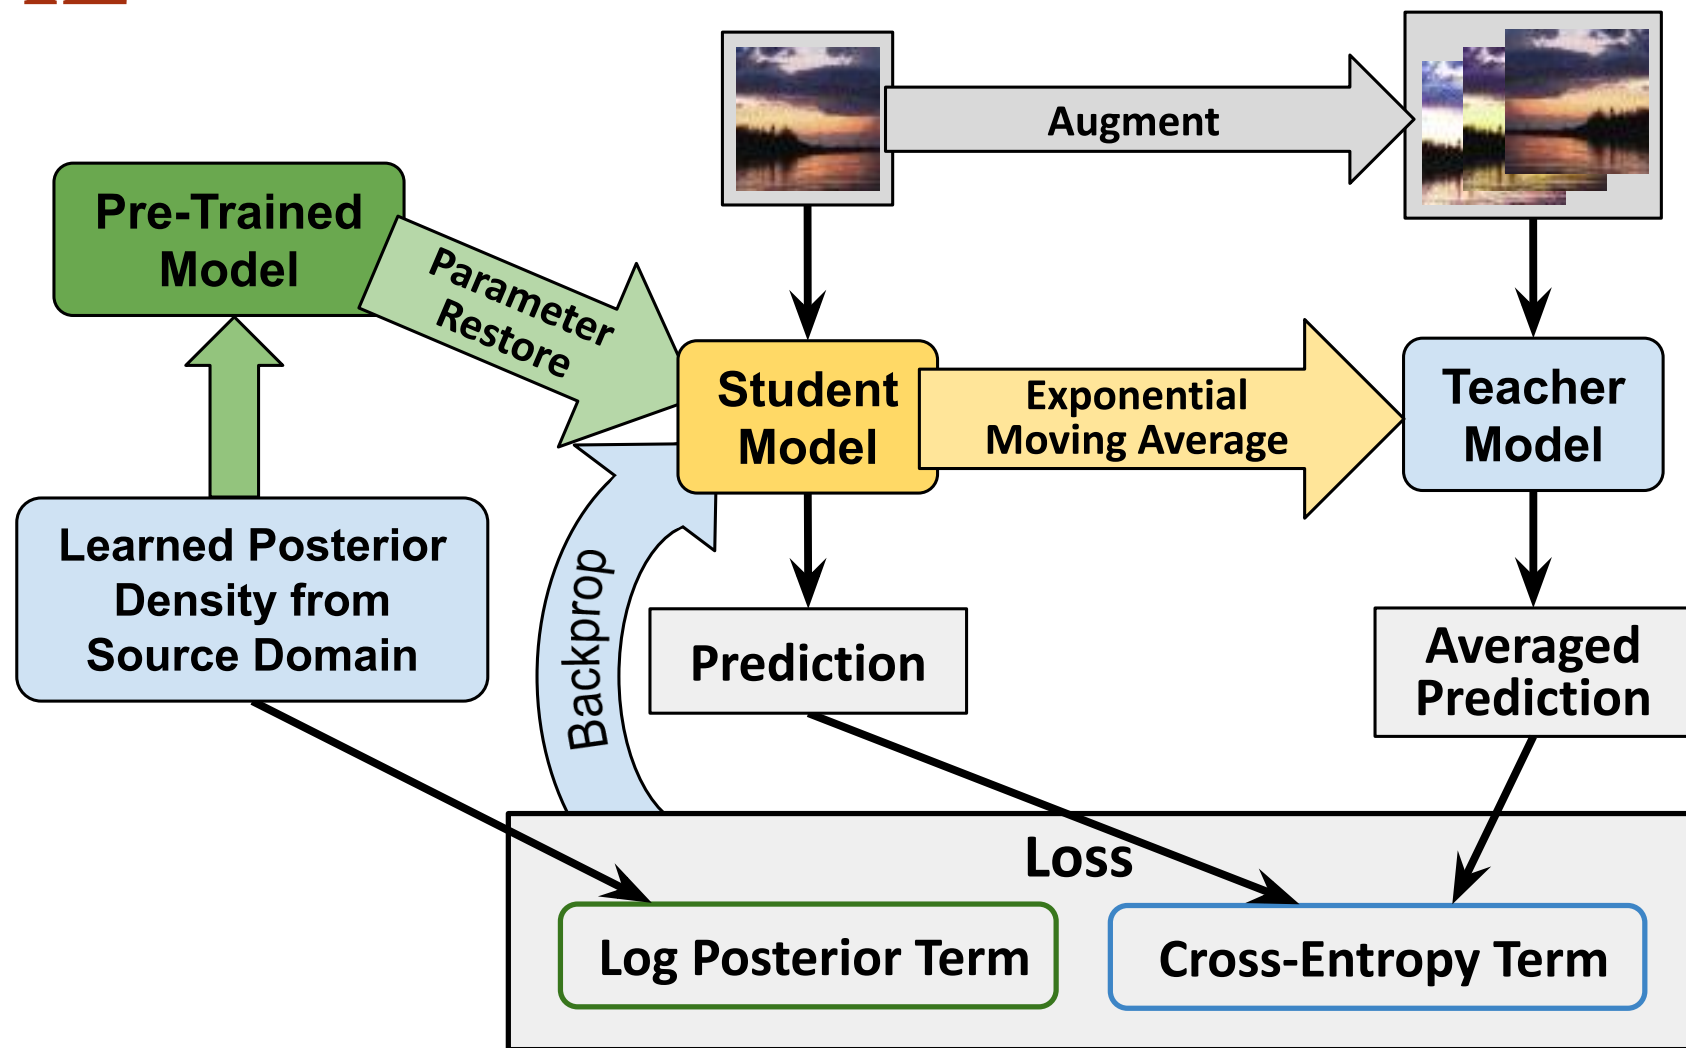 Augment
Pre-Trained
Model
Parameter
Restore
Student
Model
Exponential
Moving Average
Teacher
Model
Learned Posterior
Density from
Source Domain
Backprop
Prediction
Averaged
Prediction
Loss
Log Posterior Term
Cross-Entropy Term